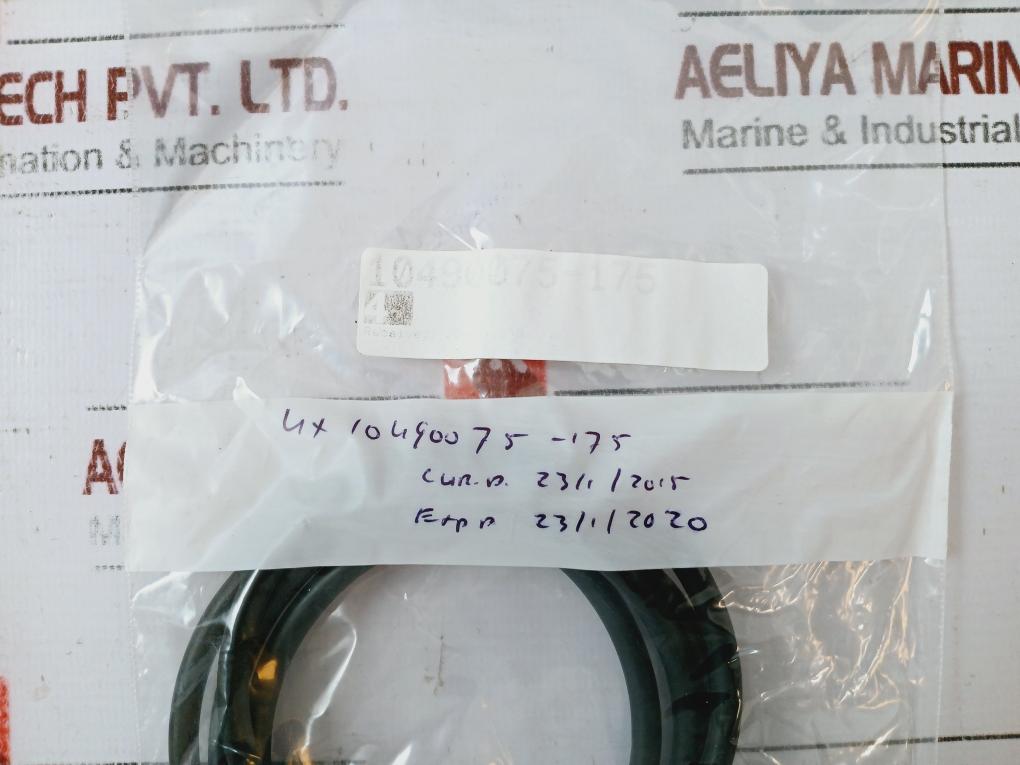 ECH PVT. LTD.
nation & Machinery
AELIYA MARIN
Marine & Industrial
10490075-175
4x 10490075-175
CUR.D. 23/1/2015
Exp D 23/1/2020
A
M